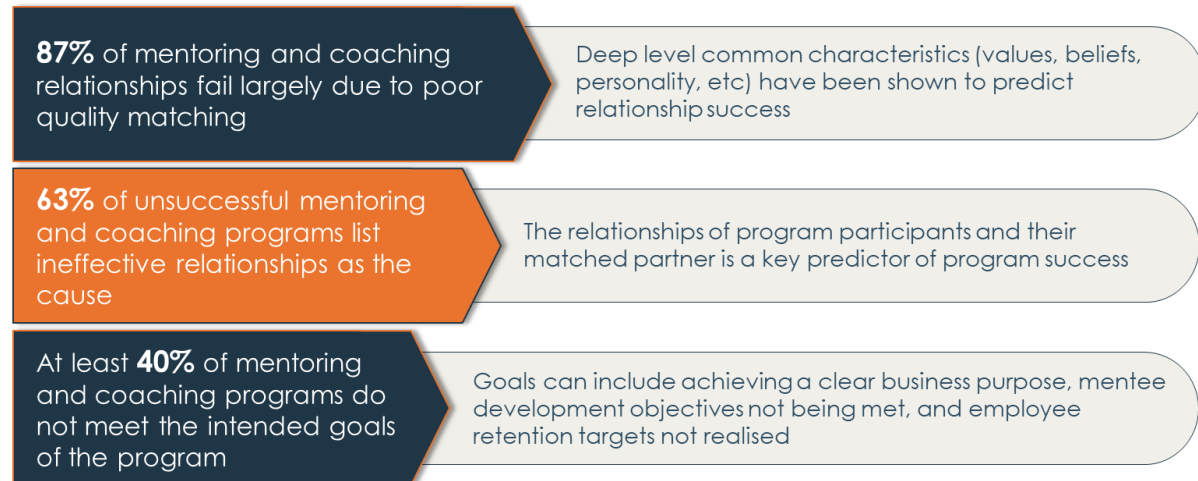 87% of mentoring and coaching
relationships fail largely due to poor
quality matching
Deep level common characteristics (values, beliefs,
personality, etc) have been shown to predict
relationship success
63% of unsuccessful mentoring
and coaching programs list
ineffective relationships as the
cause
The relationships of program participants and their
matched partner is a key predictor of program success
At least 40% of mentoring
and coaching programs do
not meet the intended goals
of the program
Goals can include achieving a clear business purpose, mentee
development objectives not being met, and employee
retention targets not realised